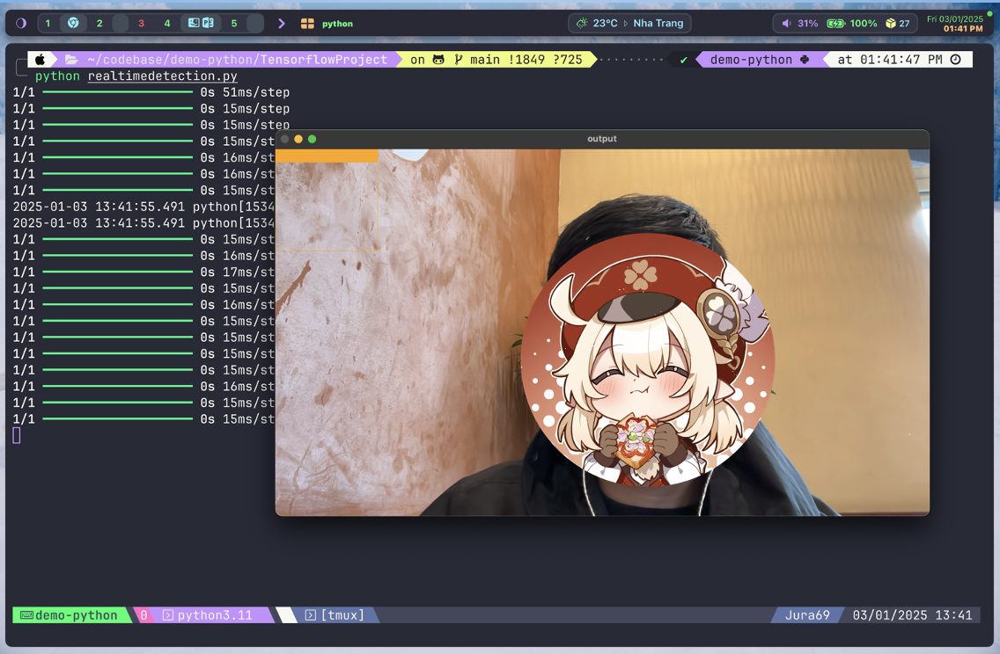 1 2 3 4 5 python
23°C Nha Trang
31% 100% 27
Fri 03/01/2025
01:41 PM
~/codebase/demo-python/TensorflowProject on main !1849 ?725 ········· ✔ demo-python at 01:41:47 PM
python realtimedetection.py
1/1 0s 51ms/step
1/1 0s 15ms/step
1/1 0s 15ms/step
1/1 0s 15ms/st
1/1 0s 16ms/st
1/1 0s 16ms/st
1/1 0s 15ms/st
2025-01-03 13:41:55.491 python[1534
2025-01-03 13:41:55.491 python[1534
1/1 0s 15ms/st
1/1 0s 16ms/st
1/1 0s 17ms/st
1/1 0s 15ms/st
1/1 0s 16ms/st
1/1 0s 15ms/st
1/1 0s 15ms/st
1/1 0s 15ms/st
1/1 0s 15ms/st
1/1 0s 16ms/st
1/1 0s 15ms/st
1/1 0s 15ms/st
output
demo-python 0 python3.11 [tmux]
Jura69 03/01/2025 13:41